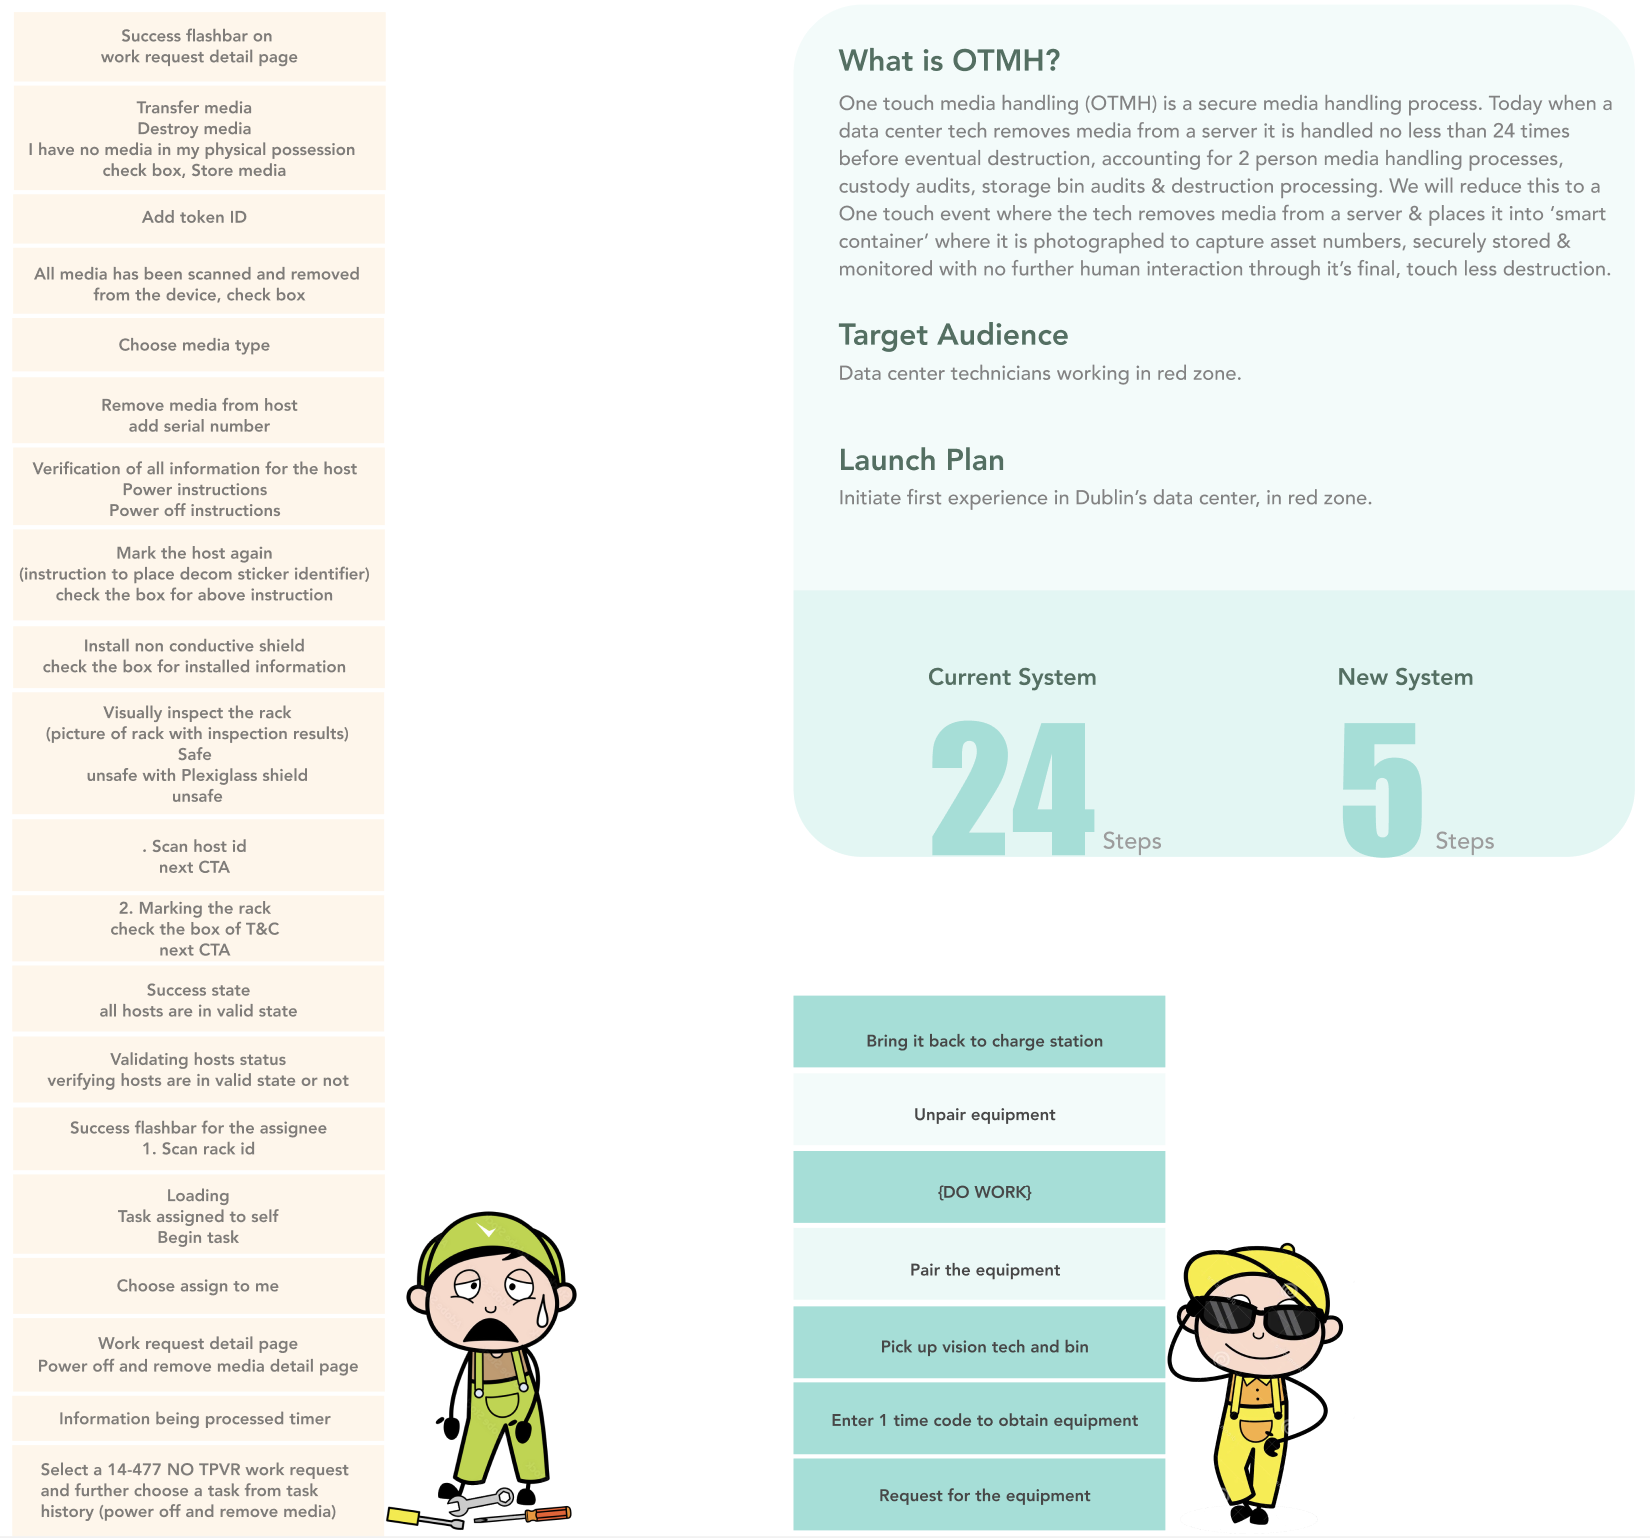 Success flashbar on
work request detail page
Transfer media
Destroy media
I have no media in my physical possession
check box, Store media
Add token ID
All media has been scanned and removed
from the device, check box
Choose media type
Remove media from host
add serial number
Verification of all information for the host
Power instructions
Power off instructions
Mark the host again
(instruction to place decom sticker identifier)
check the box for above instruction
Install non conductive shield
check the box for installed information
Visually inspect the rack
(picture of rack with inspection results)
Safe
unsafe with Plexiglass shield
unsafe
. Scan host id
next CTA
2. Marking the rack
check the box of T&C
next CTA
Success state
all hosts are in valid state
Validating hosts status
verifying hosts are in valid state or not
Success flashbar for the assignee
1. Scan rack id
Loading
Task assigned to self
Begin task
Choose assign to me
Work request detail page
Power off and remove media detail page
Information being processed timer
Select a 14-477 NO TPVR work request
and further choose a task from task
history (power off and remove media)
What is OTMH?
One touch media handling (OTMH) is a secure media handling process. Today when a
data center tech removes media from a server it is handled no less than 24 times
before eventual destruction, accounting for 2 person media handling processes,
custody audits, storage bin audits & destruction processing. We will reduce this to a
One touch event where the tech removes media from a server & places it into ‘smart
container’ where it is photographed to capture asset numbers, securely stored &
monitored with no further human interaction through it’s final, touch less destruction.
Target Audience
Data center technicians working in red zone.
Launch Plan
Initiate first experience in Dublin’s data center, in red zone.
Current System
24 Steps
New System
5 Steps
Bring it back to charge station
Unpair equipment
{DO WORK}
Pair the equipment
Pick up vision tech and bin
Enter 1 time code to obtain equipment
Request for the equipment